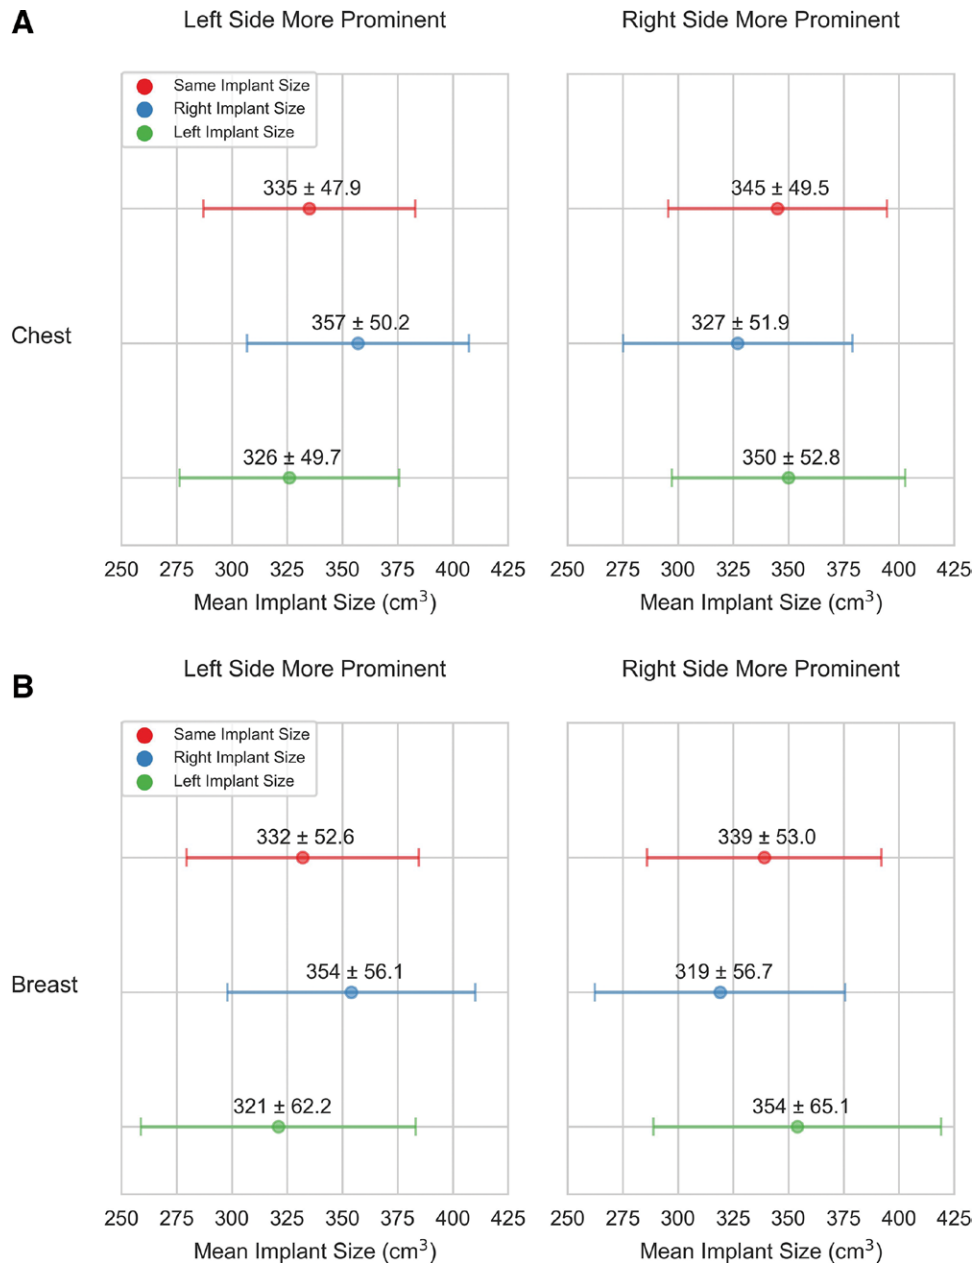 A
Left Side More Prominent
Right Side More Prominent
Same Implant Size
Right Implant Size
Left Implant Size
335 ± 47.9
345 ± 49.5
Chest
357 ± 50.2
327 ± 51.9
326 ± 49.7
350 ± 52.8
250 275 300 325 350 375 400 425
250 275 300 325 350 375 400 425
Mean Implant Size (cm³)
Mean Implant Size (cm³)
B
Left Side More Prominent
Right Side More Prominent
Same Implant Size
Right Implant Size
Left Implant Size
332 ± 52.6
339 ± 53.0
Breast
354 ± 56.1
319 ± 56.7
321 ± 62.2
354 ± 65.1
250 275 300 325 350 375 400 425
250 275 300 325 350 375 400 425
Mean Implant Size (cm³)
Mean Implant Size (cm³)